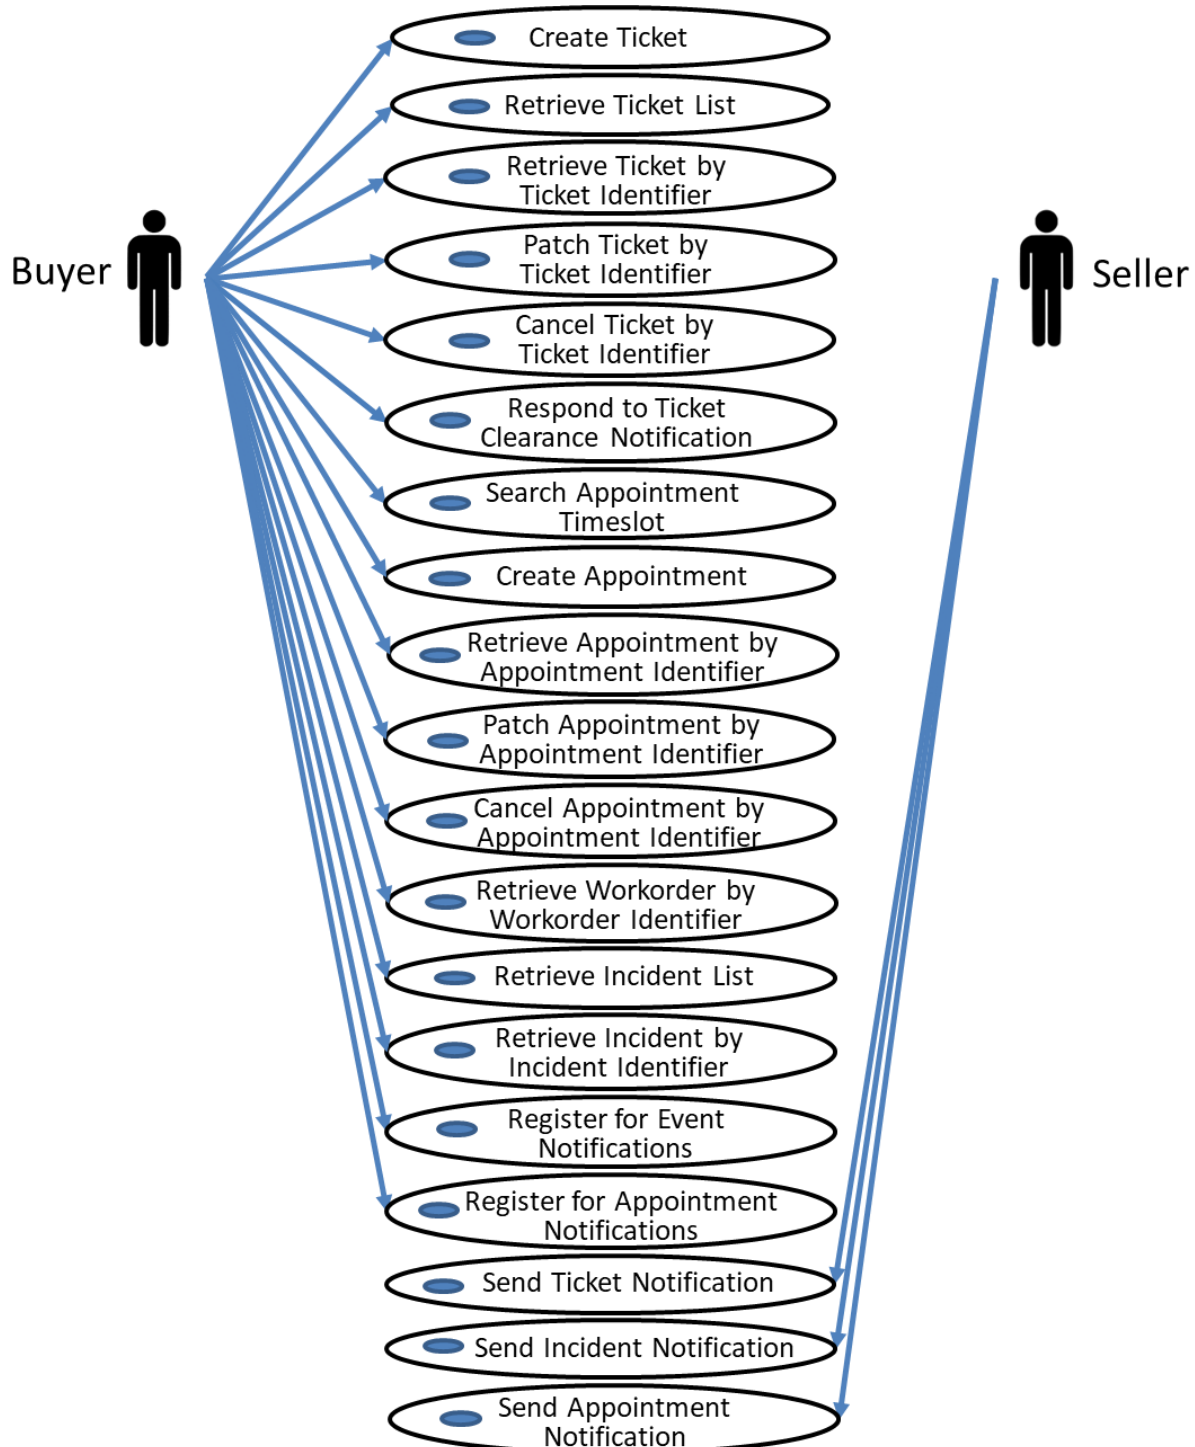 Create Ticket
Retrieve Ticket List
Retrieve Ticket by
Ticket Identifier
Buyer
Seller
Patch Ticket by
Ticket Identifier
Cancel Ticket by
Ticket Identifier
Respond to Ticket
Clearance Notification
Search Appointment
Timeslot
Create Appointment
Retrieve Appointment by
Appointment Identifier
Patch Appointment by
Appointment Identifier
Cancel Appointment by
Appointment Identifier
Retrieve Workorder by
Workorder Identifier
Retrieve Incident List
Retrieve Incident by
Incident Identifier
Register for Event
Notifications
Register for Appointment
Notifications
Send Ticket Notification
Send Incident Notification
Send Appointment
Notification